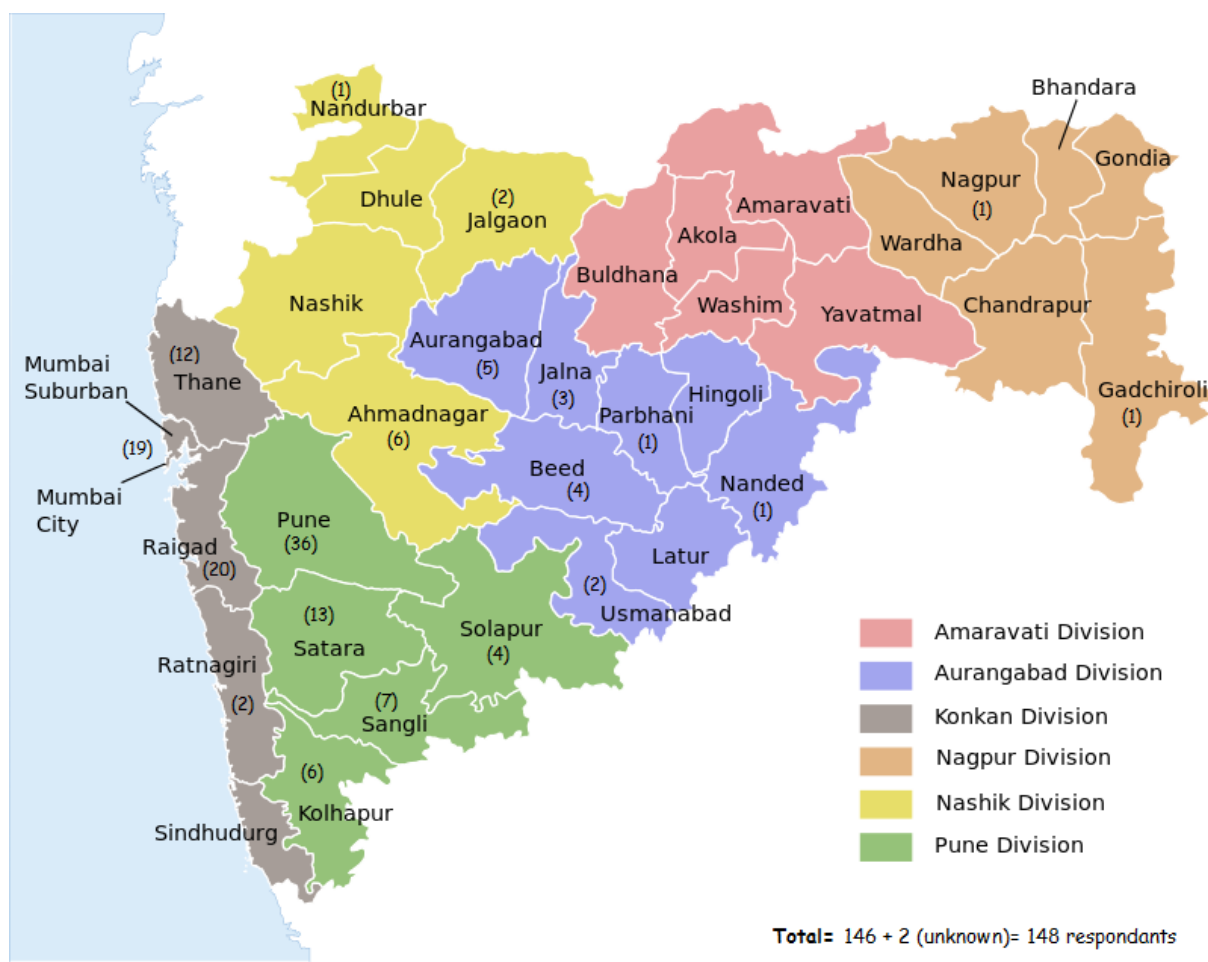 Bhandara
(1)
Nandurbar
Gondia
Nagpur
(1)
Dhule
(2)
Jalgaon
Amaravati
Akola
Wardha
Buldhana
Nashik
Washim
Yavatmal
Chandrapur
Aurangabad
(5)
Mumbai
Suburban
(12)
Thane
Jalna
(3)
Hingoli
Gadchiroli
(1)
Ahmadnagar
(6)
Parbhani
(1)
(19)
Beed
(4)
Nanded
(1)
Mumbai
City
Pune
(36)
Raigad
(20)
Latur
(2)
Usmanabad
(13)
Satara
Solapur
(4)
Ratnagiri
(2)
(7)
Sangli
(6)
Kolhapur
Sindhudurg
Amaravati Division
Aurangabad Division
Konkan Division
Nagpur Division
Nashik Division
Pune Division
Total= 146 + 2 (unknown)= 148 respondants